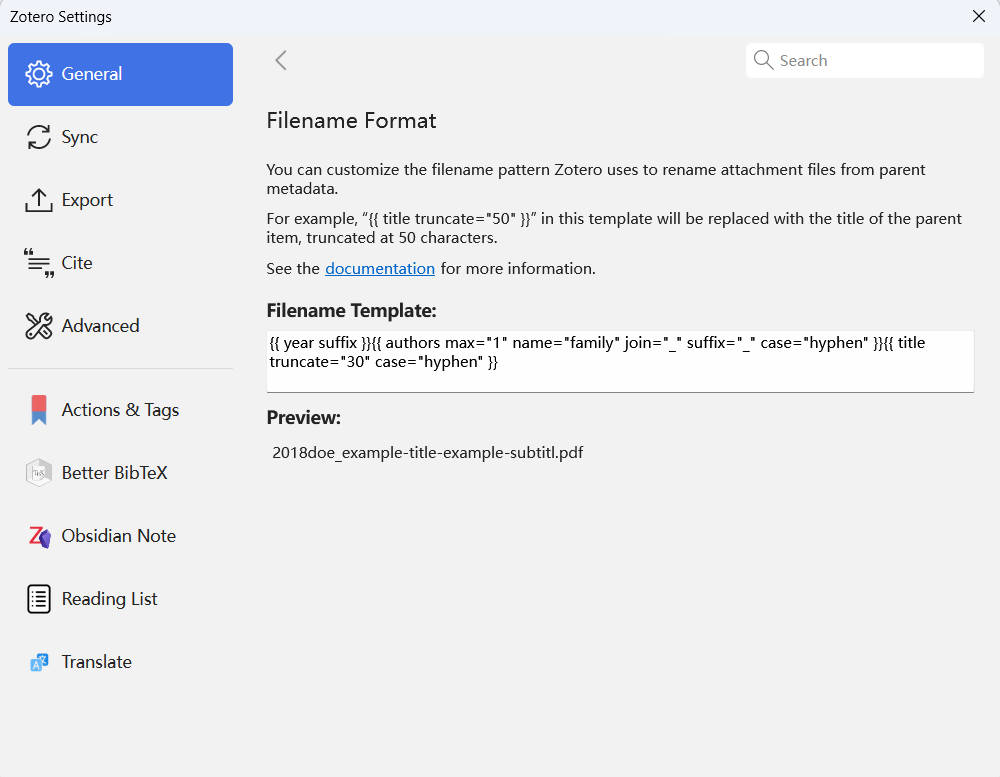 Zotero Settings
General
Search
Sync
Export
Cite
Advanced
Actions & Tags
Better BibTeX
Obsidian Note
Reading List
Translate
Filename Format
You can customize the filename pattern Zotero uses to rename attachment files from parent
metadata.
For example, “{{ title truncate="50" }}” in this template will be replaced with the title of the parent
item, truncated at 50 characters.
See the documentation for more information.
Filename Template:
{{ year suffix }}{{ authors max="1" name="family" join="_" suffix="_" case="hyphen" }}{{ title
truncate="30" case="hyphen" }}
Preview:
2018doe_example-title-example-subtitl.pdf